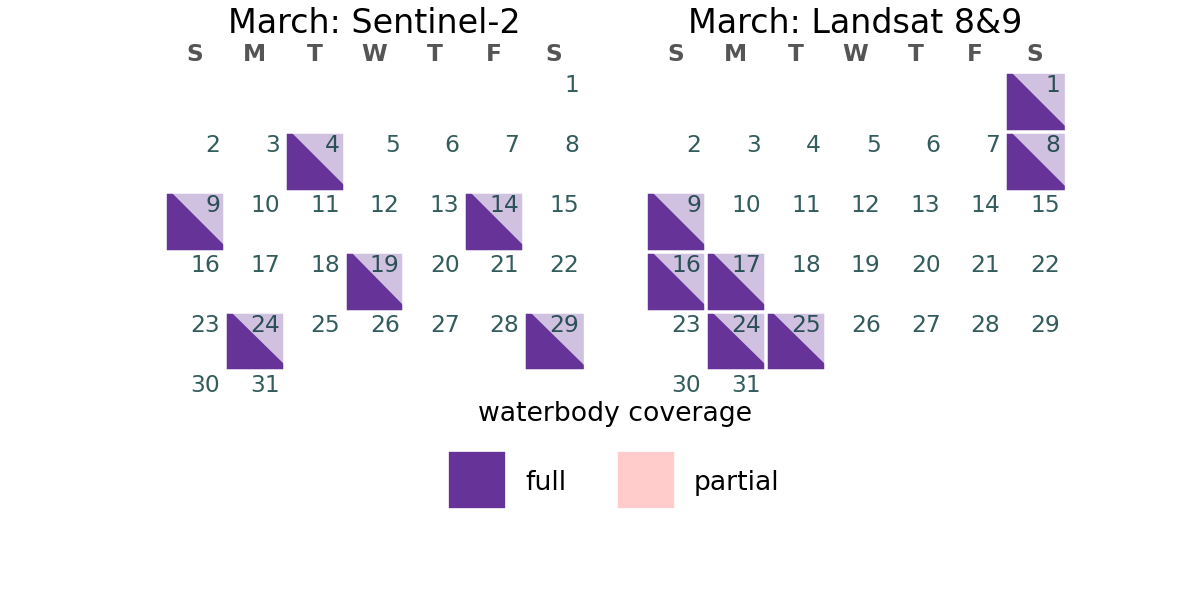 March: Sentinel-2
S M T W T F S
1
2 3 4 5 6 7 8
9 10 11 12 13 14 15
16 17 18 19 20 21 22
23 24 25 26 27 28 29
30 31
March: Landsat 8&9
S M T W T F S
1
2 3 4 5 6 7 8
9 10 11 12 13 14 15
16 17 18 19 20 21 22
23 24 25 26 27 28 29
30 31
waterbody coverage
full
partial